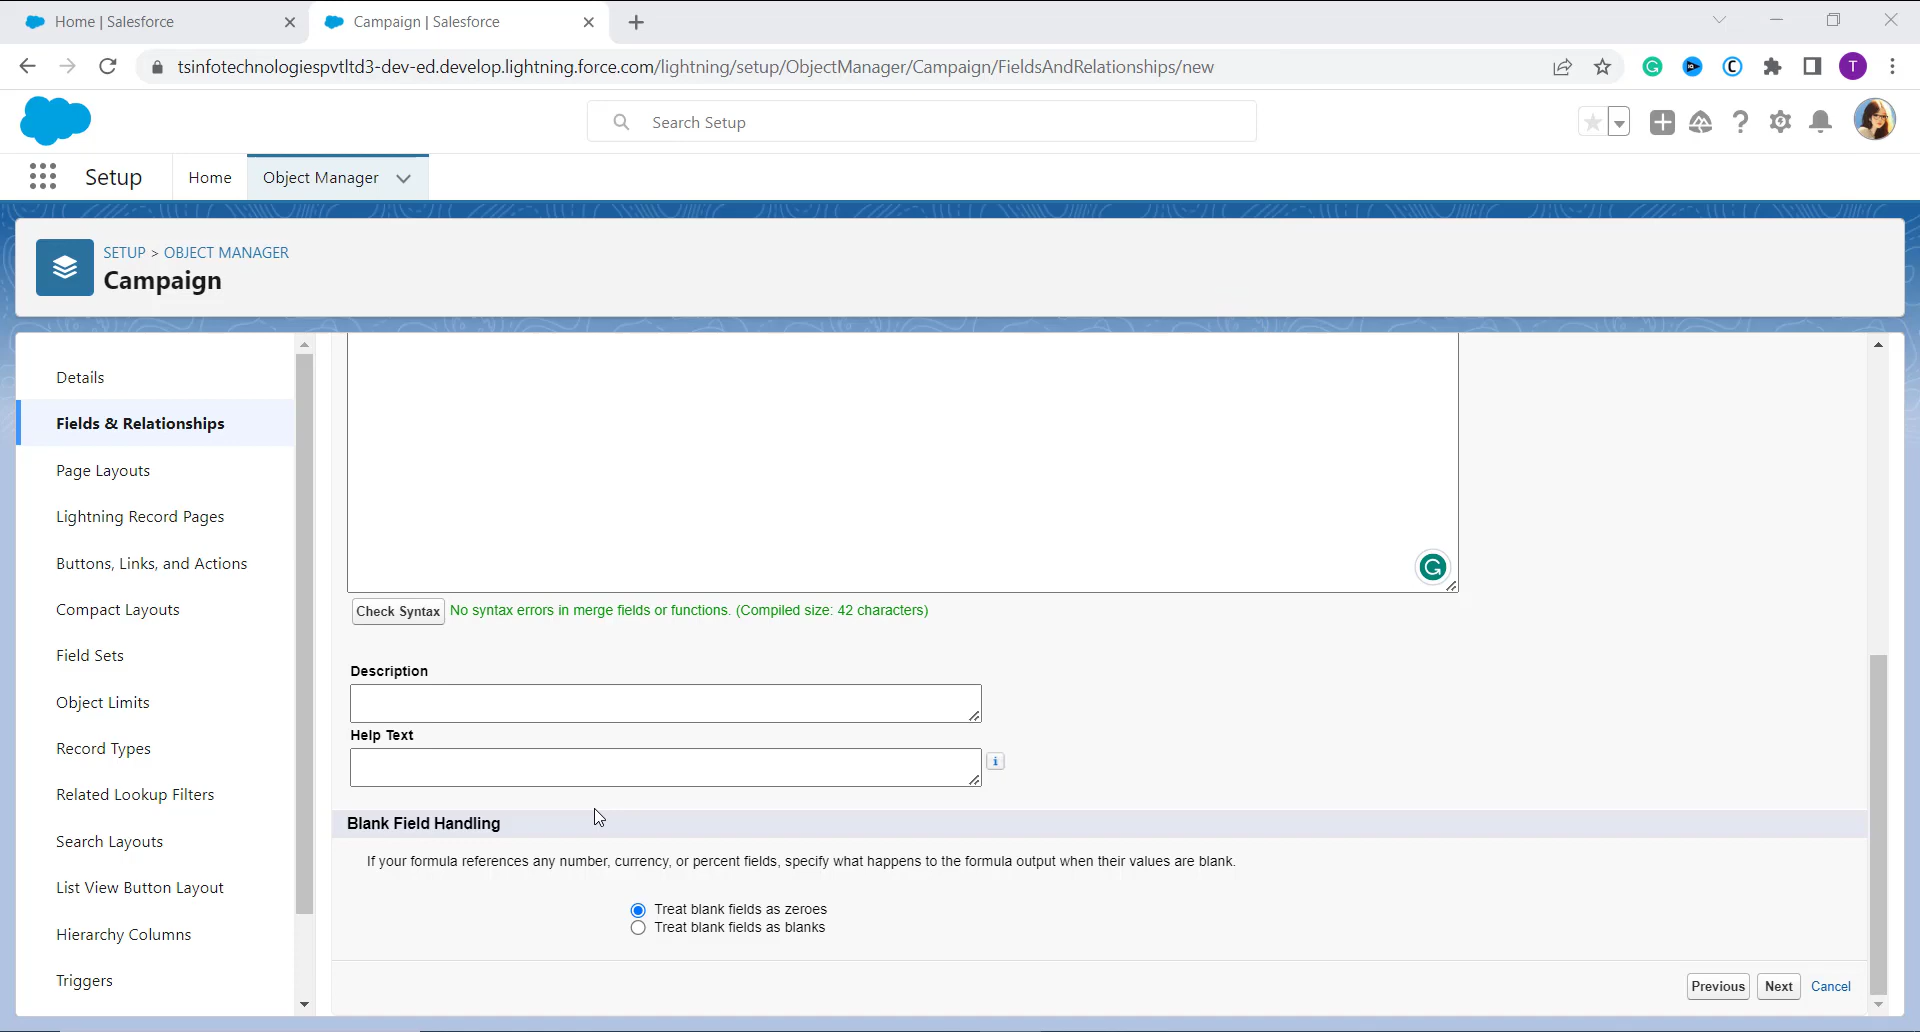 Home | Salesforce
Campaign | Salesforce
tsinfotechnologiespvtltd3-dev-ed.develop.lightning.force.com/lightning/setup/ObjectManager/Campaign/FieldsAndRelationships/new
T
Search Setup
Setup
Home
Object Manager
SETUP > OBJECT MANAGER
Campaign
Details
Fields & Relationships
Page Layouts
Lightning Record Pages
Buttons, Links, and Actions
Compact Layouts
Field Sets
Object Limits
Record Types
Related Lookup Filters
Search Layouts
List View Button Layout
Hierarchy Columns
Triggers
Check Syntax No syntax errors in merge fields or functions. (Compiled size: 42 characters)
Description
Help Text
Blank Field Handling
If your formula references any number, currency, or percent fields, specify what happens to the formula output when their values are blank.
Treat blank fields as zeroes
Treat blank fields as blanks
Previous Next Cancel